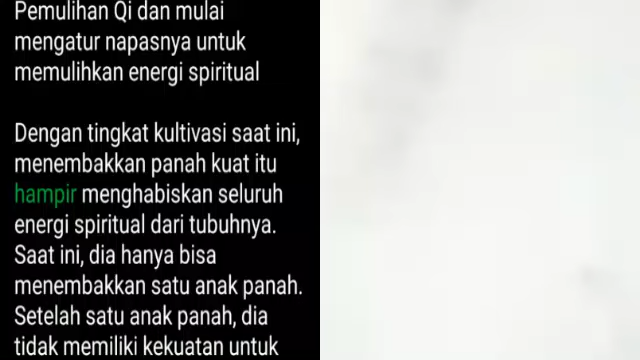 Pemulihan Qi dan mulai
mengatur napasnya untuk
memulihkan energi spiritual
Dengan tingkat kultivasi saat ini,
menembakkan panah kuat itu
hampir menghabiskan seluruh
energi spiritual dari tubuhnya.
Saat ini, dia hanya bisa
menembakkan satu anak panah.
Setelah satu anak panah, dia
tidak memiliki kekuatan untuk